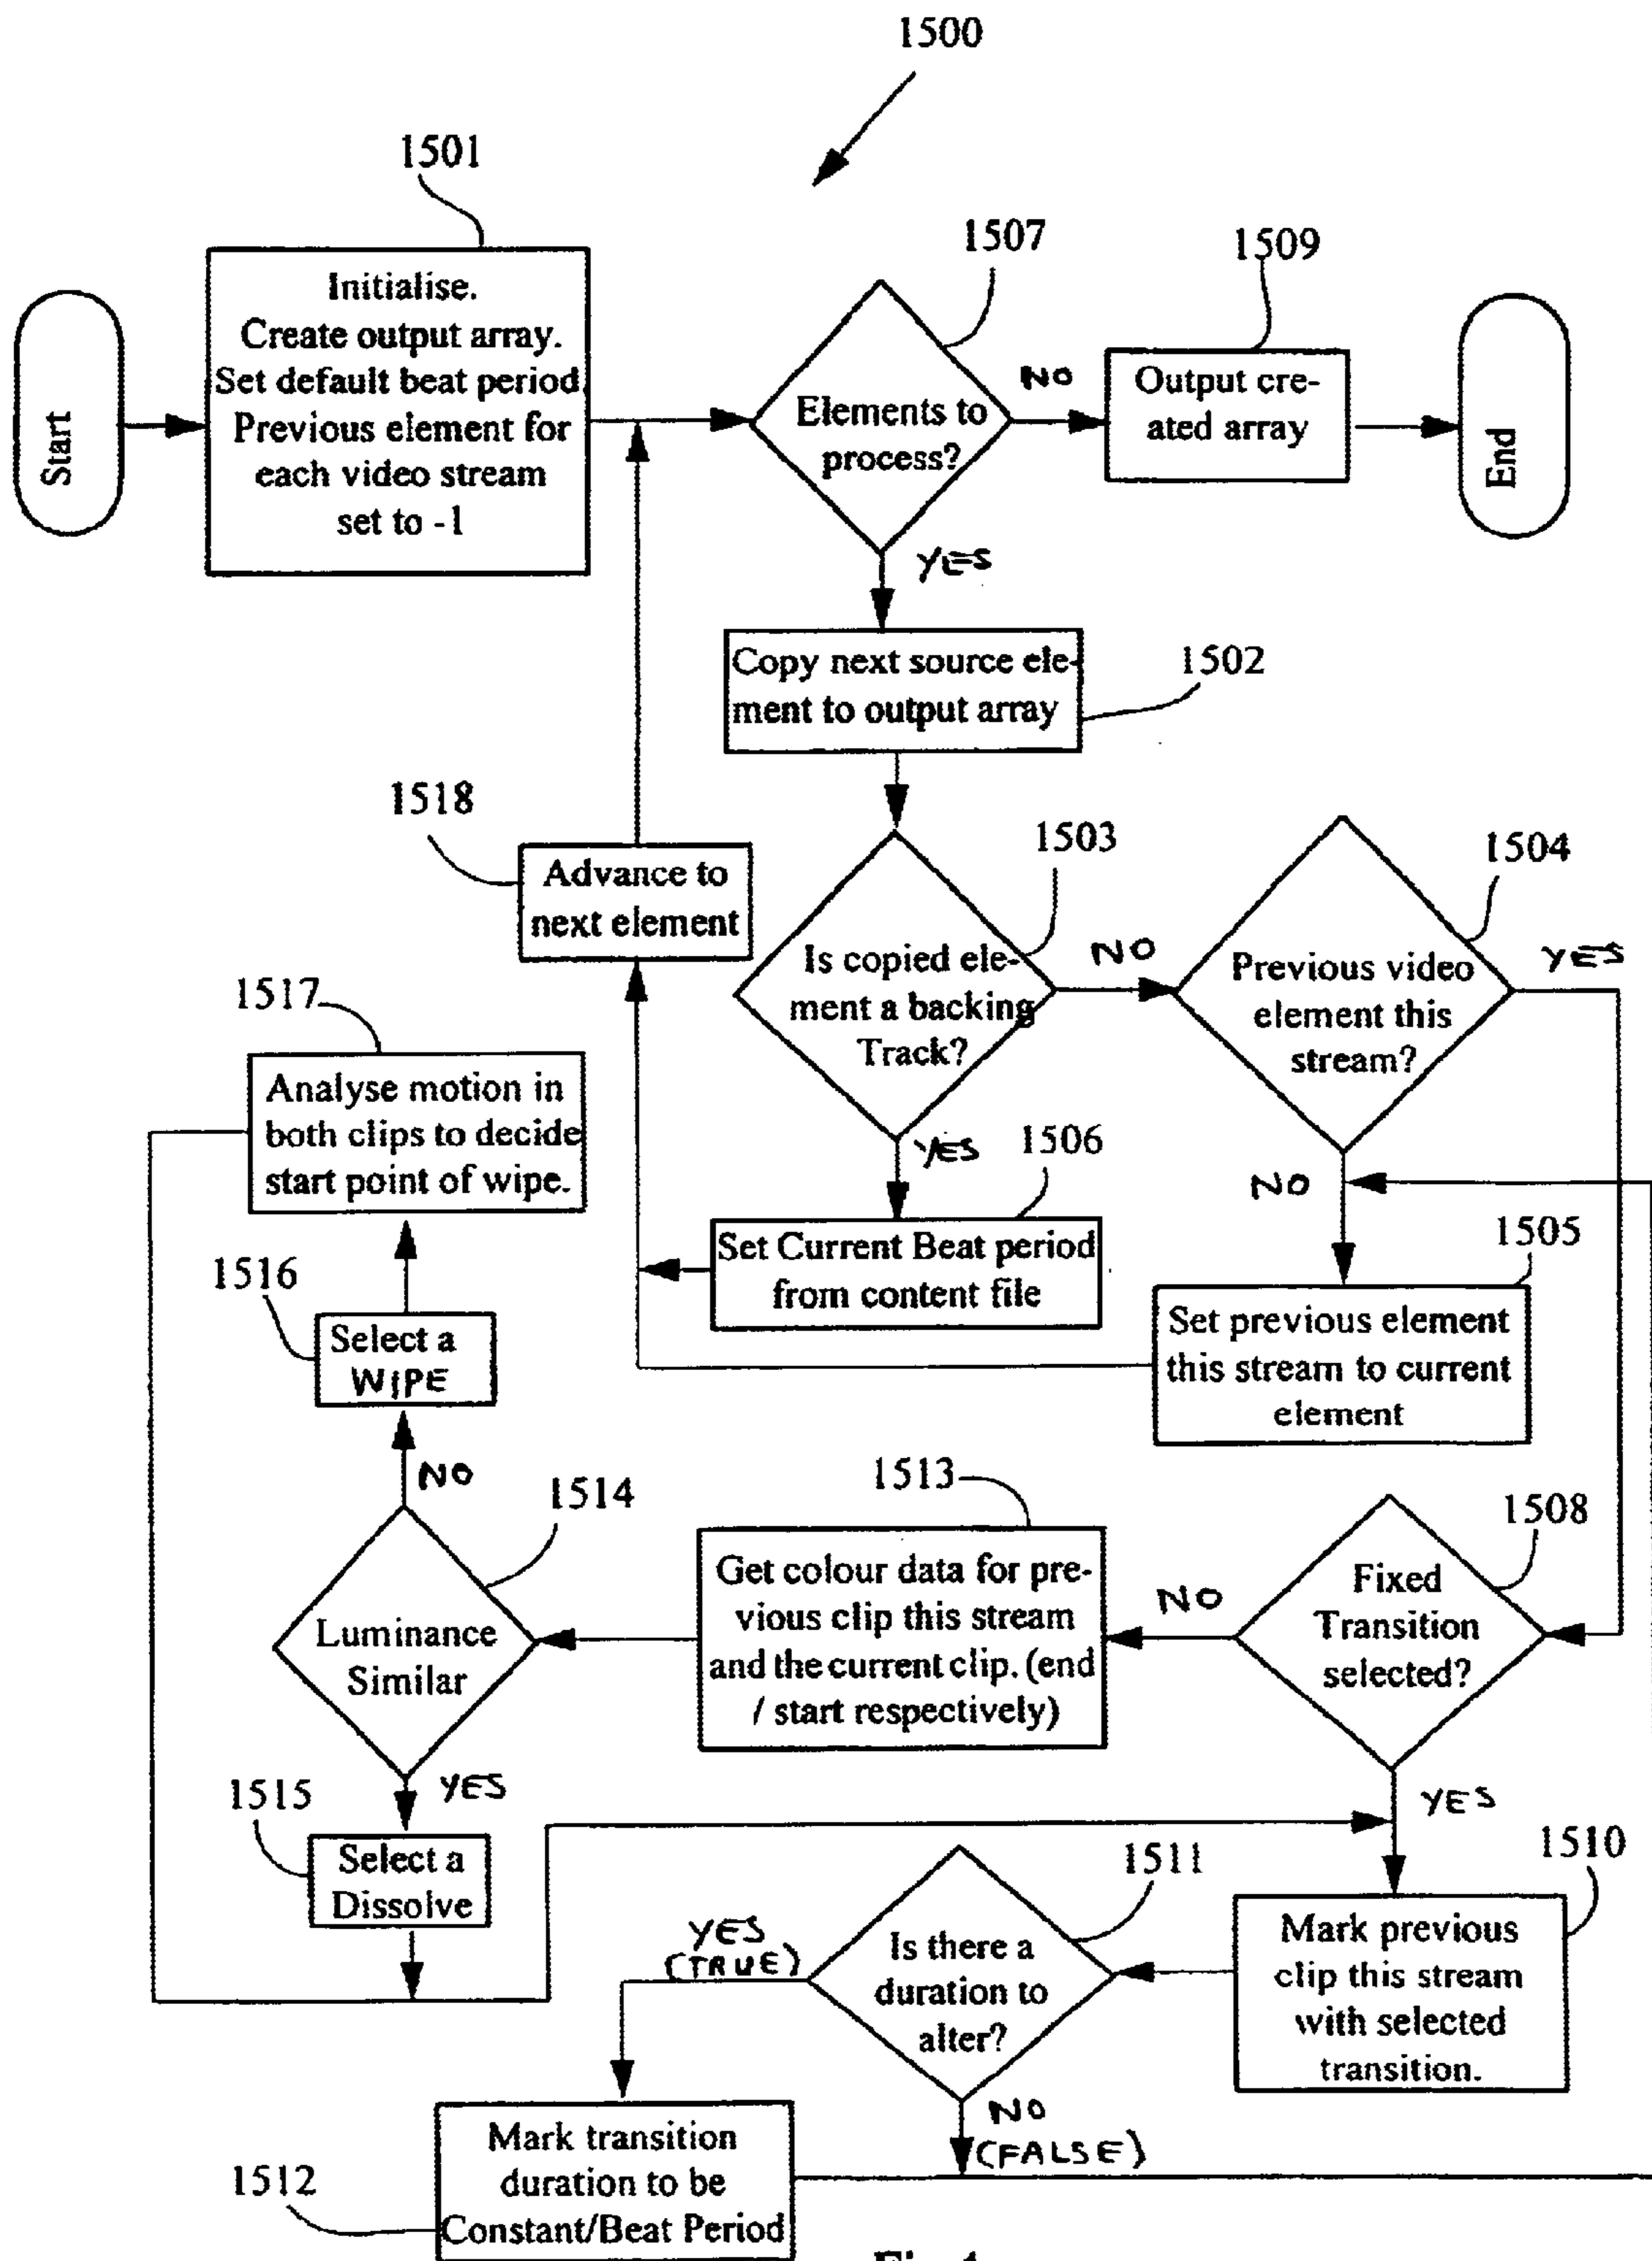 1500
1501
1507
1509
Start
Initialise.
Create output array.
Set default beat period.
Previous element for
each video stream
set to -1
Elements to
process?
NO
Output cre-
ated array
End
YES
Copy next source ele-
ment to output array
1502
1518
Advance to
next element
1503
Is copied ele-
ment a backing
Track?
NO
1504
Previous video
element this
stream?
YES
1517
Analyse motion in
both clips to decide
start point of wipe.
YES
1506
Set Current Beat period
from content file
NO
1505
Set previous element
this stream to current
element
1516
Select a
WIPE
NO
1514
Luminance
Similar
1513
Get colour data for pre-
vious clip this stream
and the current clip. (end
/ start respectively)
NO
1508
Fixed
Transition
selected?
YES
1515
Select a
Dissolve
YES
1511
Is there a
duration to
alter?
1510
Mark previous
clip this stream
with selected
transition.
YES
(TRUE)
NO
(FALSE)
1512
Mark transition
duration to be
Constant/Beat Period